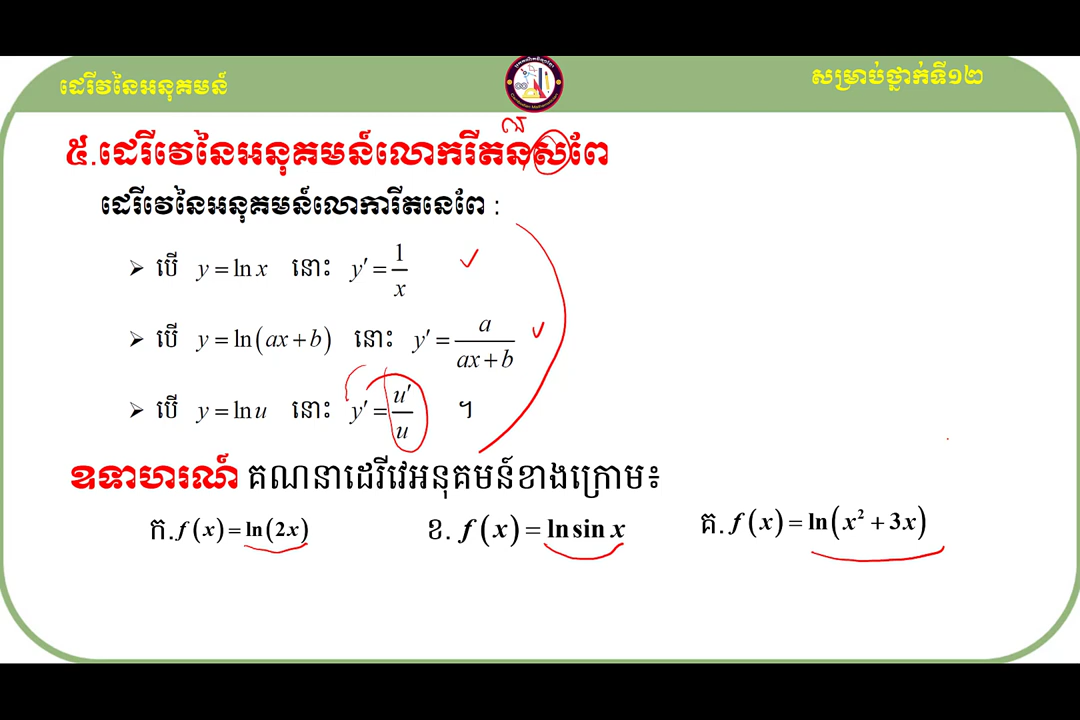 ដេរីវនៃអនុគមន៍
សម្រាប់ថ្នាក់ទី១២
៥.ដេរីវេនៃអនុគមន៍លោករីតនុសពែ
ដេរីវេនៃអនុគមន៍លោការីតនេពែ :
➢ បើ y = ln x នោះ y′ = 1/x
➢ បើ y = ln(ax + b) នោះ y′ = a/(ax + b)
➢ បើ y = ln u នោះ y′ = u′/u ។
ឧទាហរណ៍ គណនាដេរីវេអនុគមន៍ខាងក្រោម៖
ក. f(x) = ln(2x) ខ. f(x) = ln sin x គ. f(x) = ln(x² + 3x)